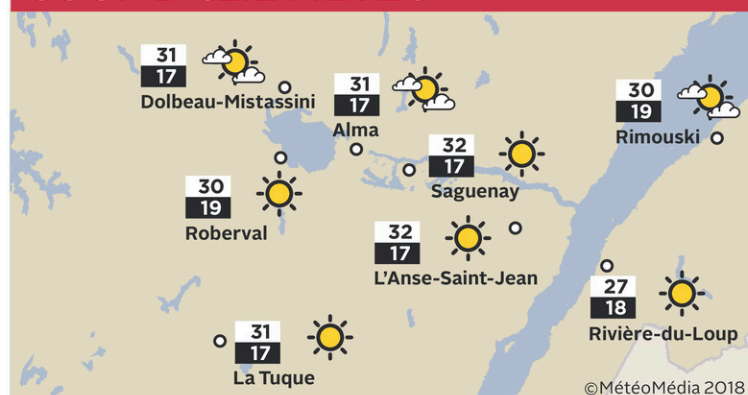 31
17
Dolbeau-Mistassini
31
17
Alma
30
19
Rimouski
32
17
Saguenay
30
19
Roberval
32
17
L'Anse-Saint-Jean
27
18
Rivière-du-Loup
31
17
La Tuque
©MétéoMédia 2018